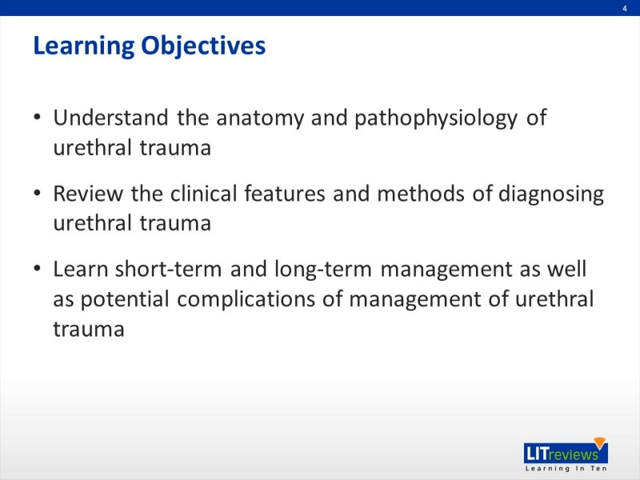 4
Learning Objectives
• Understand the anatomy and pathophysiology of
urethral trauma
• Review the clinical features and methods of diagnosing
urethral trauma
• Learn short-term and long-term management as well
as potential complications of management of urethral
trauma
LITreviews
Learning In Ten